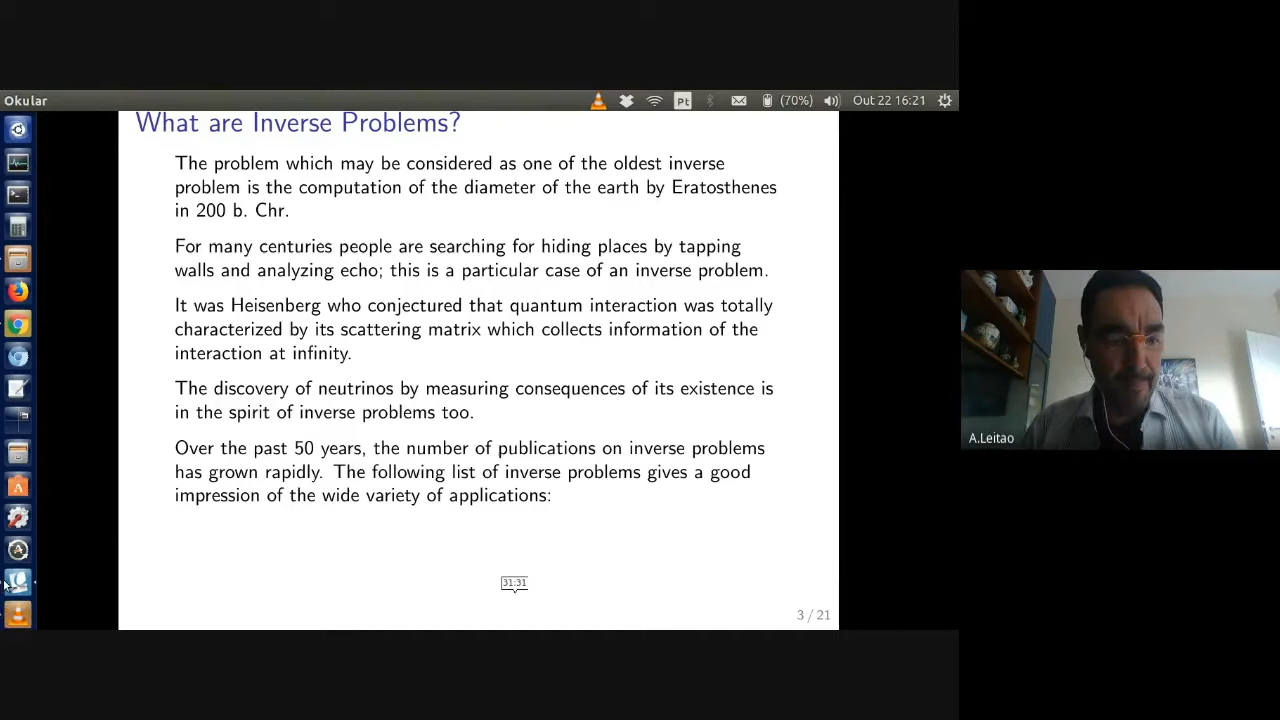 Okular
Pt
(70%)
Out 22 16:21
What are Inverse Problems?
The problem which may be considered as one of the oldest inverse
problem is the computation of the diameter of the earth by Eratosthenes
in 200 b. Chr.
For many centuries people are searching for hiding places by tapping
walls and analyzing echo; this is a particular case of an inverse problem.
It was Heisenberg who conjectured that quantum interaction was totally
characterized by its scattering matrix which collects information of the
interaction at infinity.
The discovery of neutrinos by measuring consequences of its existence is
in the spirit of inverse problems too.
Over the past 50 years, the number of publications on inverse problems
has grown rapidly. The following list of inverse problems gives a good
impression of the wide variety of applications:
31:31
3 / 21
A.Leitao